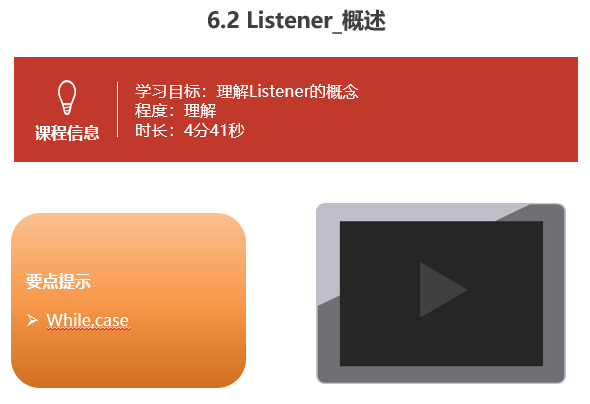 6.2 Listener_概述
课程信息
学习目标：理解Listener的概念
程度：理解
时长：4分41秒
要点提示
While,case